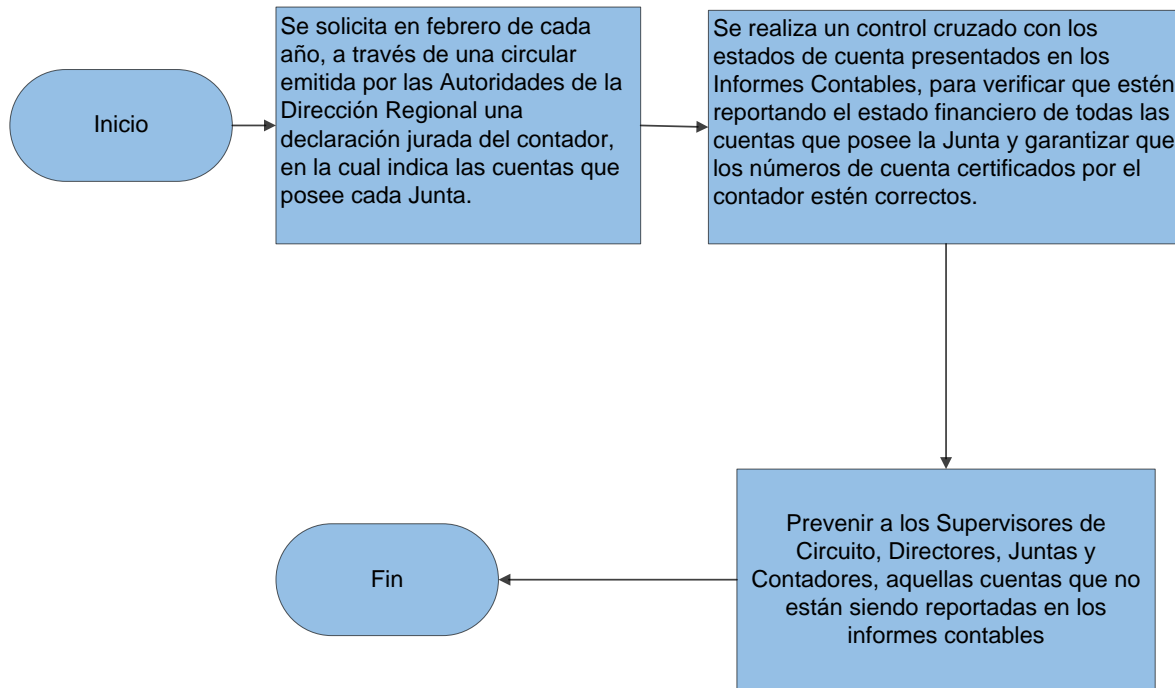 Inicio
Se solicita en febrero de cada
año, a través de una circular
emitida por las Autoridades de la
Dirección Regional una
declaración jurada del contador,
en la cual indica las cuentas que
posee cada Junta.
Se realiza un control cruzado con los
estados de cuenta presentados en los
Informes Contables, para verificar que estén
reportando el estado financiero de todas las
cuentas que posee la Junta y garantizar que
los números de cuenta certificados por el
contador estén correctos.
Prevenir a los Supervisores de
Circuito, Directores, Juntas y
Contadores, aquellas cuentas que no
están siendo reportadas en los
informes contables
Fin